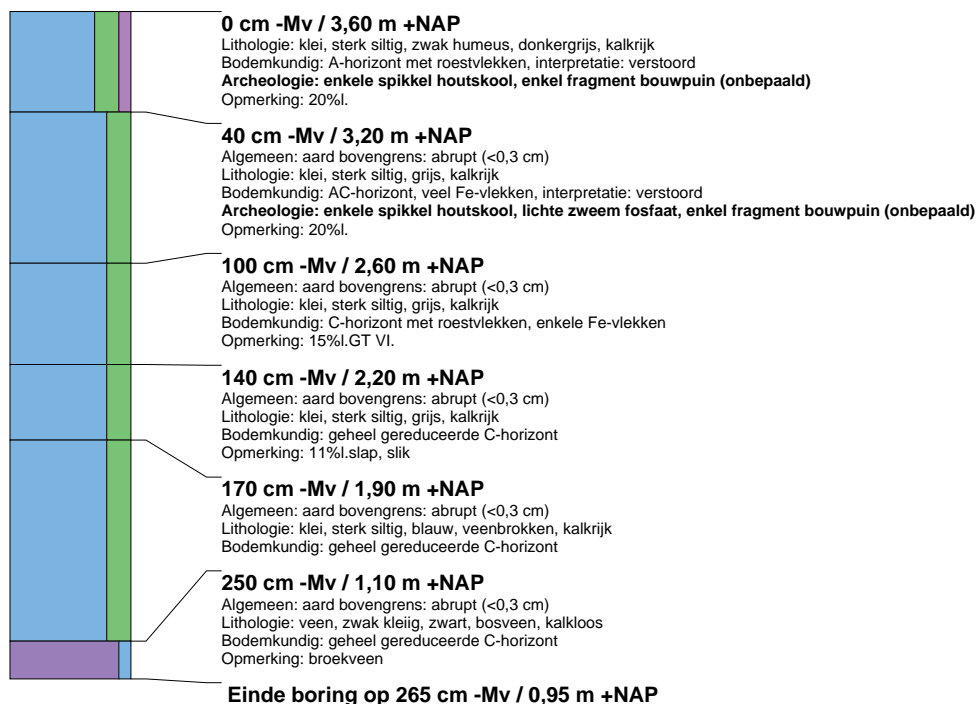 0 cm -Mv / 3,60 m +NAP
Lithologie: klei, sterk siltig, zwak humeus, donkergrijs, kalkrijk
Bodemkundig: A-horizont met roestvlekken, interpretatie: verstoord
Archeologie: enkele spikkel houtskool, enkel fragment bouwpuin (onbepaald)
Opmerking: 20%l.
40 cm -Mv / 3,20 m +NAP
Algemeen: aard bovengrens: abrupt (<0,3 cm)
Lithologie: klei, sterk siltig, grijs, kalkrijk
Bodemkundig: AC-horizont, veel Fe-vlekken, interpretatie: verstoord
Archeologie: enkele spikkel houtskool, lichte zweem fosfaat, enkel fragment bouwpuin (onbepaald)
Opmerking: 20%l.
100 cm -Mv / 2,60 m +NAP
Algemeen: aard bovengrens: abrupt (<0,3 cm)
Lithologie: klei, sterk siltig, grijs, kalkrijk
Bodemkundig: C-horizont met roestvlekken, enkele Fe-vlekken
Opmerking: 15%l.GT VI.
140 cm -Mv / 2,20 m +NAP
Algemeen: aard bovengrens: abrupt (<0,3 cm)
Lithologie: klei, sterk siltig, grijs, kalkrijk
Bodemkundig: geheel gereduceerde C-horizont
Opmerking: 11%l.slap, slik
170 cm -Mv / 1,90 m +NAP
Algemeen: aard bovengrens: abrupt (<0,3 cm)
Lithologie: klei, sterk siltig, blauw, veenbrokken, kalkrijk
Bodemkundig: geheel gereduceerde C-horizont
250 cm -Mv / 1,10 m +NAP
Algemeen: aard bovengrens: abrupt (<0,3 cm)
Lithologie: veen, zwak kleiig, zwart, bosveen, kalkloos
Bodemkundig: geheel gereduceerde C-horizont
Opmerking: broekveen
Einde boring op 265 cm -Mv / 0,95 m +NAP